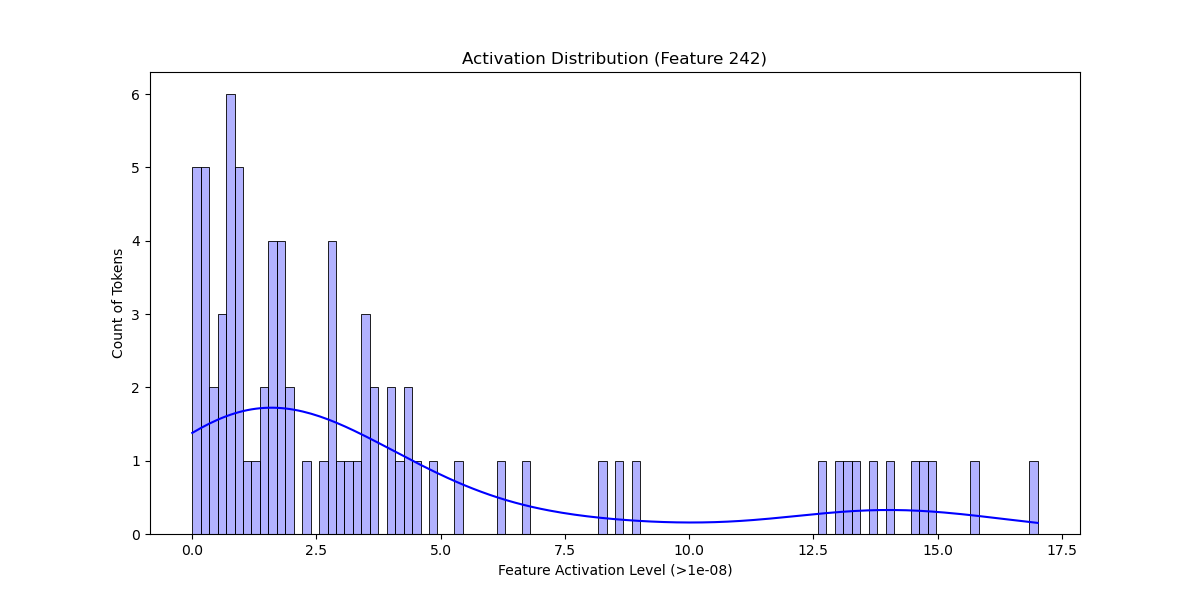 Activation Distribution (Feature 242)
Count of Tokens
6
5
4
3
2
1
0
0.0 2.5 5.0 7.5 10.0 12.5 15.0 17.5
Feature Activation Level (>1e-08)